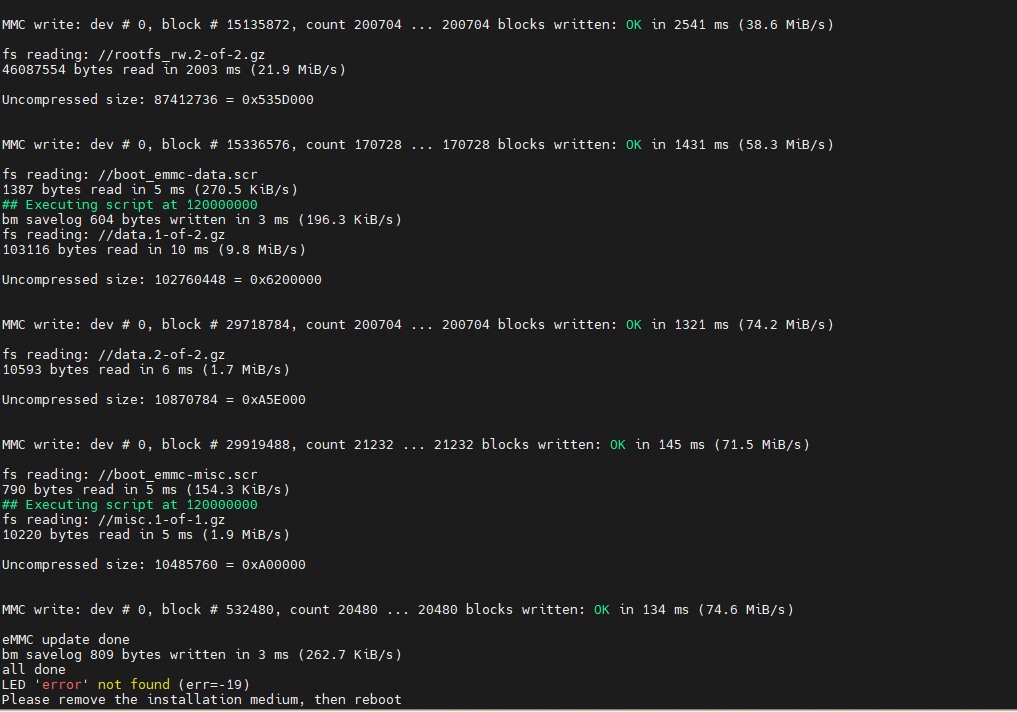 MMC write: dev # 0, block # 15135872, count 200704 ... 200704 blocks written: OK in 2541 ms (38.6 MiB/s)
fs reading: //rootfs_rw.2-of-2.gz
46087554 bytes read in 2003 ms (21.9 MiB/s)
Uncompressed size: 87412736 = 0x535D000
MMC write: dev # 0, block # 15336576, count 170728 ... 170728 blocks written: OK in 1431 ms (58.3 MiB/s)
fs reading: //boot_emmc-data.scr
1387 bytes read in 5 ms (270.5 KiB/s)
## Executing script at 120000000
bm savelog 604 bytes written in 3 ms (196.3 KiB/s)
fs reading: //data.1-of-2.gz
103116 bytes read in 10 ms (9.8 MiB/s)
Uncompressed size: 102760448 = 0x6200000
MMC write: dev # 0, block # 29718784, count 200704 ... 200704 blocks written: OK in 1321 ms (74.2 MiB/s)
fs reading: //data.2-of-2.gz
10593 bytes read in 6 ms (1.7 MiB/s)
Uncompressed size: 10870784 = 0xA5E000
MMC write: dev # 0, block # 29919488, count 21232 ... 21232 blocks written: OK in 145 ms (71.5 MiB/s)
fs reading: //boot_emmc-misc.scr
790 bytes read in 5 ms (154.3 KiB/s)
## Executing script at 120000000
fs reading: //misc.1-of-1.gz
10220 bytes read in 5 ms (1.9 MiB/s)
Uncompressed size: 10485760 = 0xA00000
MMC write: dev # 0, block # 532480, count 20480 ... 20480 blocks written: OK in 134 ms (74.6 MiB/s)
eMMC update done
bm savelog 809 bytes written in 3 ms (262.7 KiB/s)
all done
LED 'error' not found (err=-19)
Please remove the installation medium, then reboot